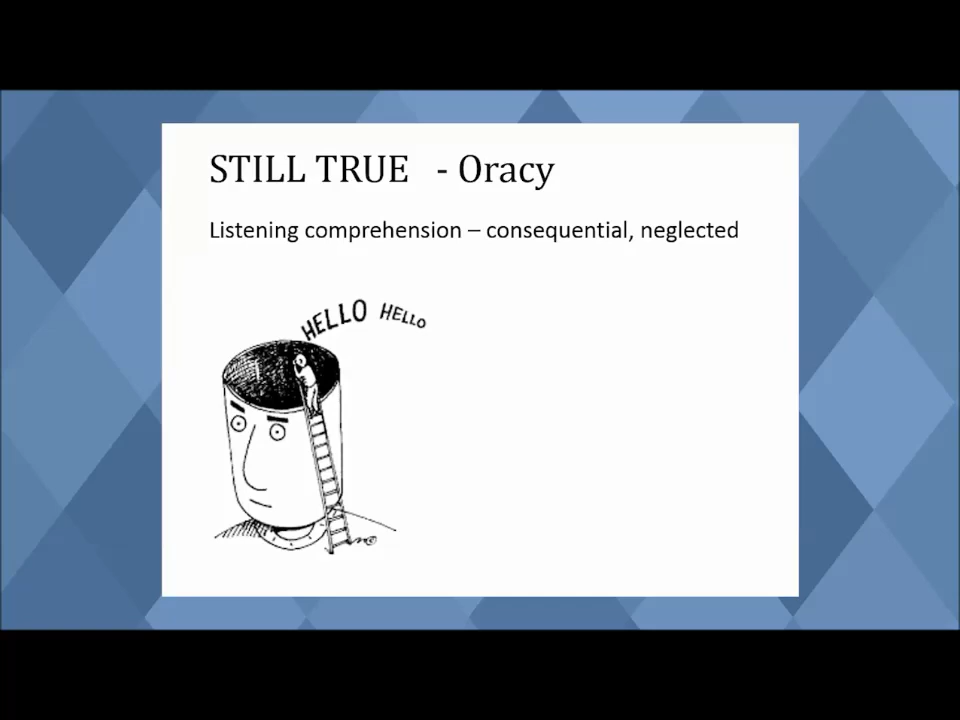 STILL TRUE - Oracy
Listening comprehension – consequential, neglected
HELLO HELLO